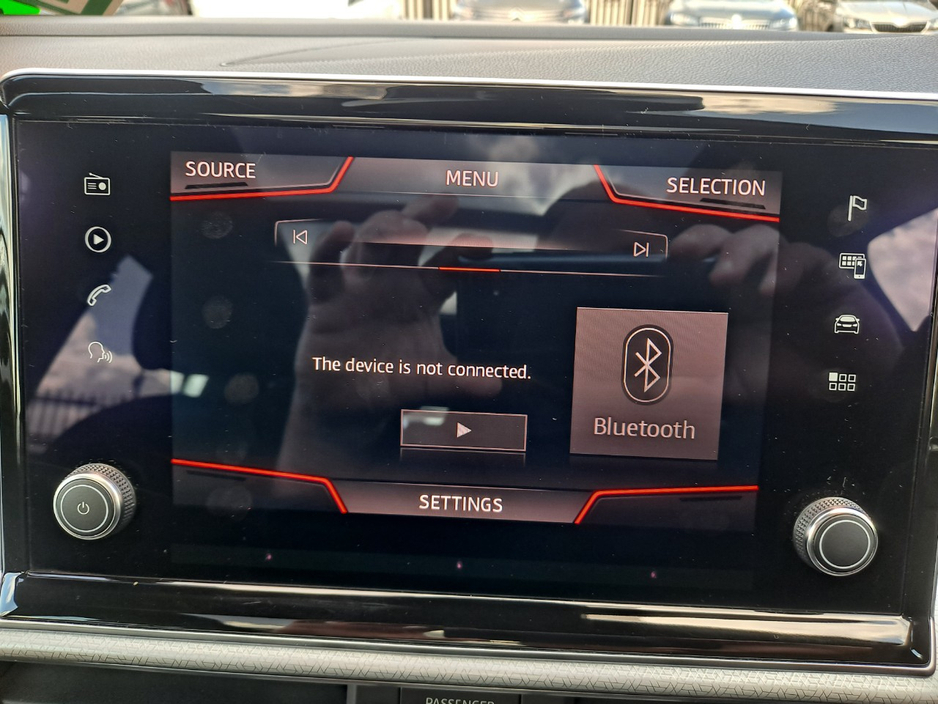 SOURCE
MENU
SELECTION
The device is not connected.
Bluetooth
SETTINGS
PASSENGER